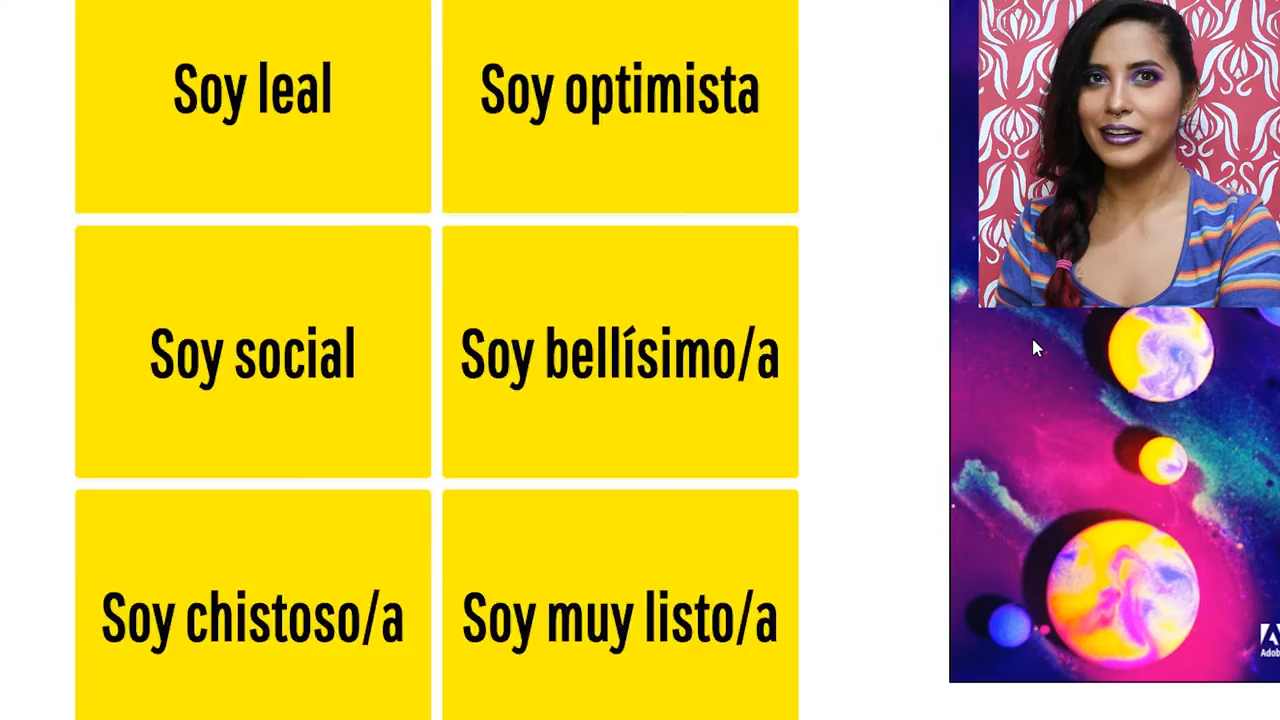 Soy leal
Soy optimista
Soy social
Soy bellísimo/a
Soy chistoso/a
Soy muy listo/a